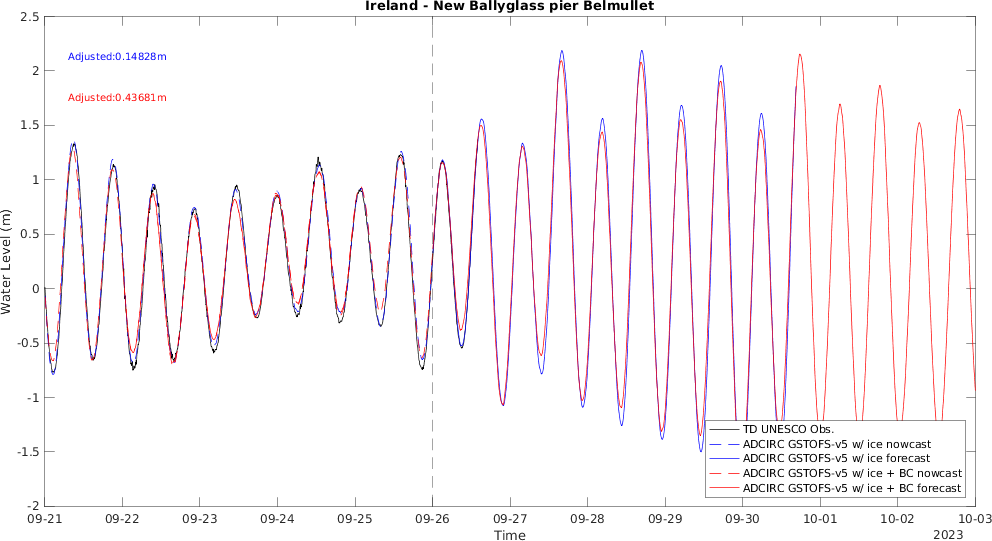 Ireland - New Ballyglass pier Belmullet
2.5
Adjusted:0.14828m
2
Adjusted:0.43681m
1.5
1
0.5
0
-0.5
-1
-1.5
-2
Water Level (m)
TD UNESCO Obs.
ADCIRC GSTOFS-v5 w/ ice nowcast
ADCIRC GSTOFS-v5 w/ ice forecast
ADCIRC GSTOFS-v5 w/ ice + BC nowcast
ADCIRC GSTOFS-v5 w/ ice + BC forecast
09-21 09-22 09-23 09-24 09-25 09-26 09-27 09-28 09-29 09-30 10-01 10-02 10-03
Time
2023